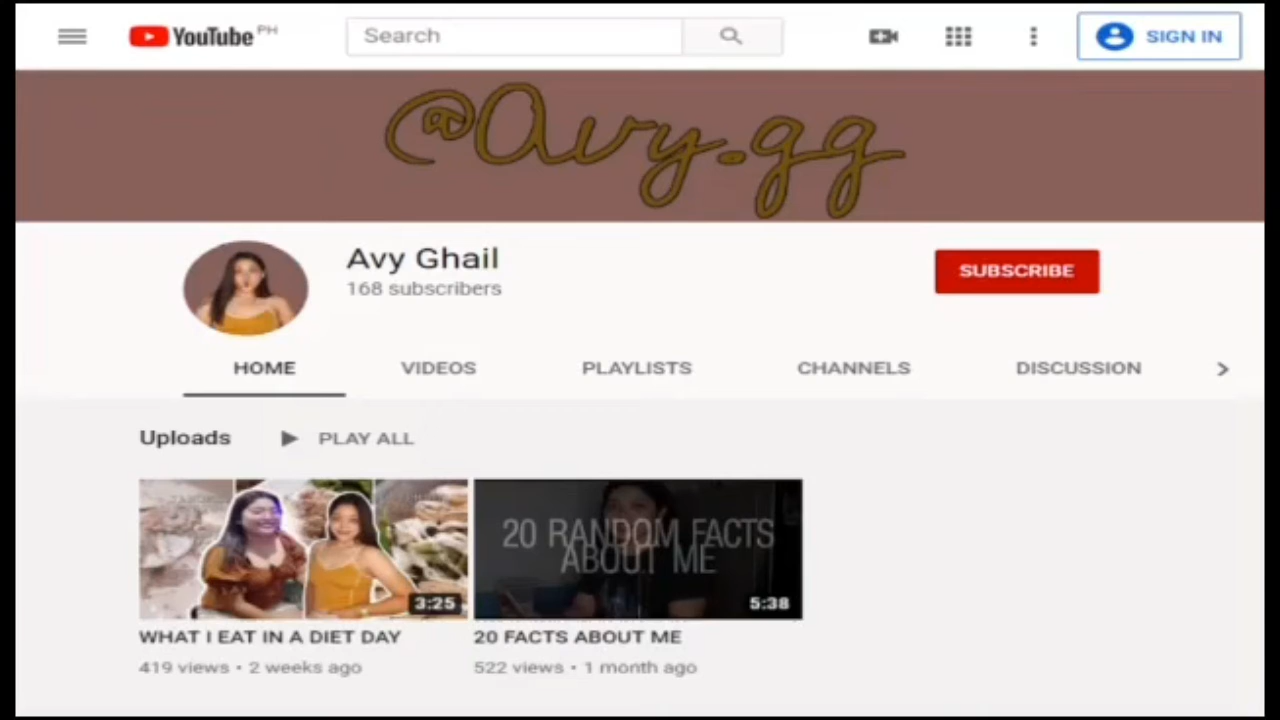 YouTube PH
Search
SIGN IN
@Avy.gg
Avy Ghail
168 subscribers
SUBSCRIBE
HOME
VIDEOS
PLAYLISTS
CHANNELS
DISCUSSION
Uploads
PLAY ALL
3:25
20 RANDOM FACTS
ABOUT ME
5:38
WHAT I EAT IN A DIET DAY
20 FACTS ABOUT ME
419 views • 2 weeks ago
522 views • 1 month ago